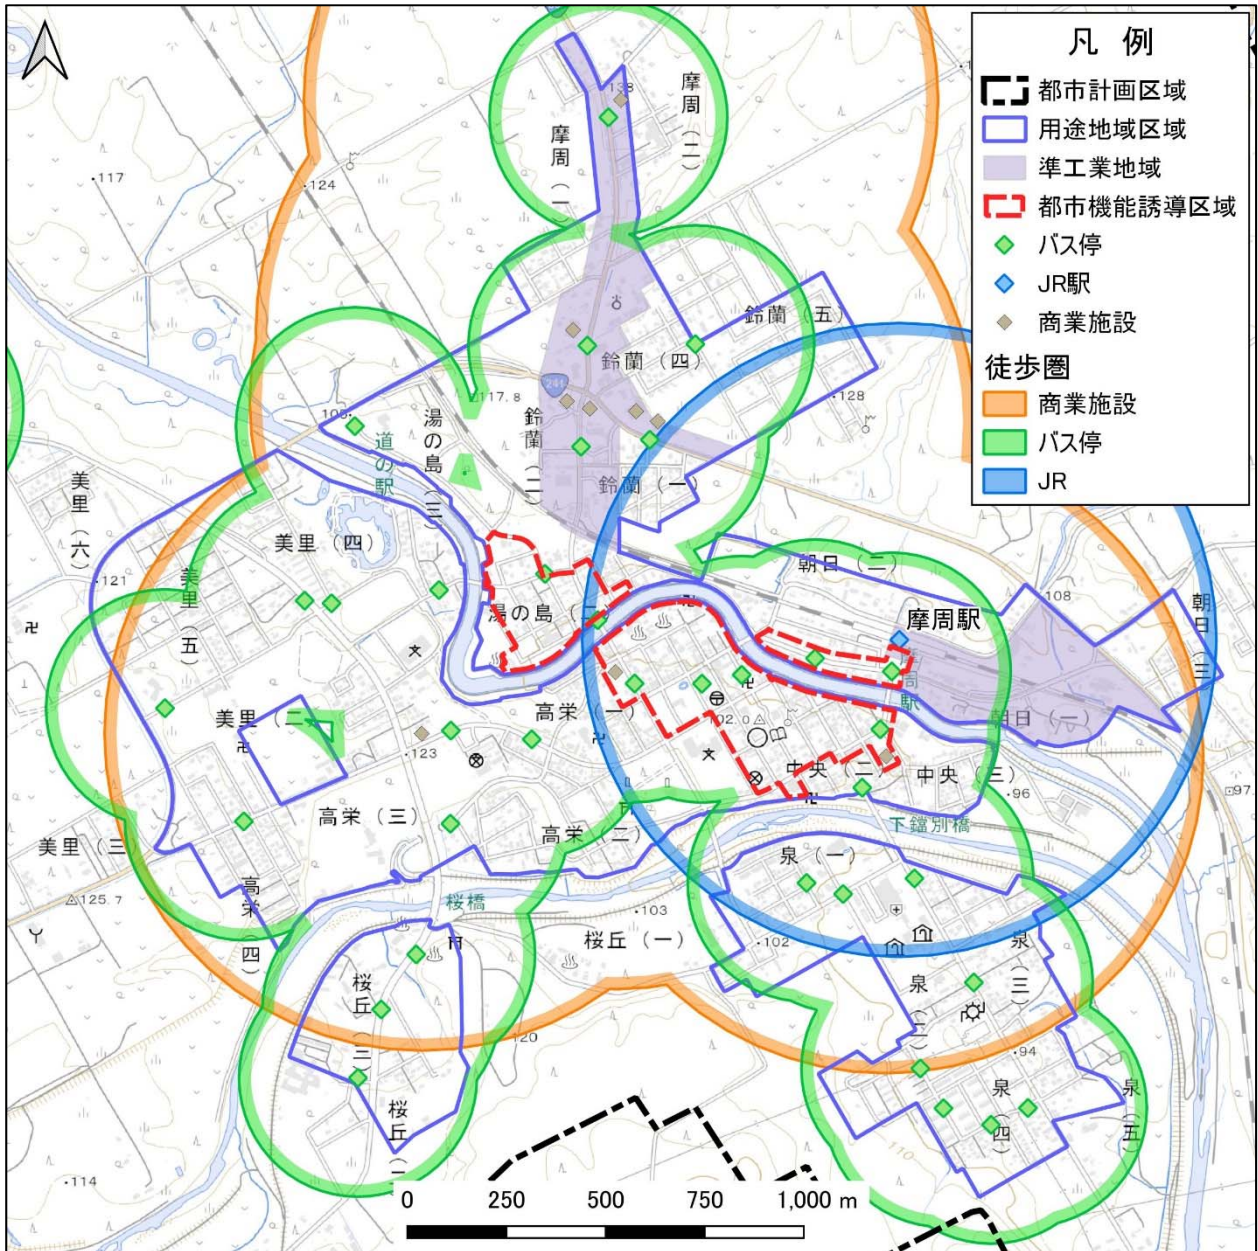 凡 例
都市計画区域
用途地域区域
準工業地域
都市機能誘導区域
バス停
JR駅
商業施設
徒歩圏
商業施設
バス停
JR
138
摩周(二)
摩周(一)
・117
・124
鈴蘭(五)
鈴蘭(四)
241
117.8
・128
湯の島(三)
鈴蘭(二)
道の駅
美里(六)
鈴蘭(一)
美里(四)
・121
美里(五)
朝日(二)
108
朝日(三)
摩周駅
摩周駅
高栄(一)
102.0
朝日(一)
美里(二)
・123
中央(二)
中央(三)
・96
・97
高栄(三)
高栄(二)
下鐺別橋
美里(三)
泉(一)
125.7
高栄(四)
桜橋
・103
桜丘(一)
・102
泉(三)
泉(二)
桜丘(三)
・120
・94
泉(四)
泉(五)
110
・114
0 250 500 750 1,000 m